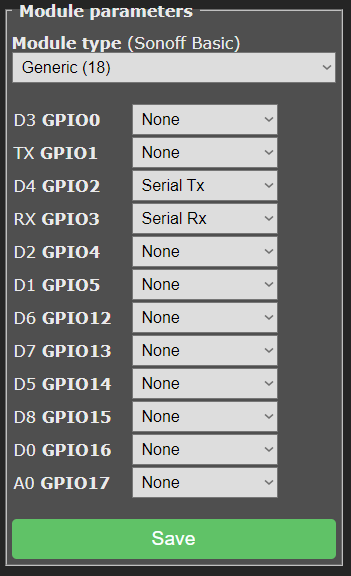 Module parameters
Module type (Sonoff Basic)
Generic (18)
D3 GPIO0 None
TX GPIO1 None
D4 GPIO2 Serial Tx
RX GPIO3 Serial Rx
D2 GPIO4 None
D1 GPIO5 None
D6 GPIO12 None
D7 GPIO13 None
D5 GPIO14 None
D8 GPIO15 None
D0 GPIO16 None
A0 GPIO17 None
Save